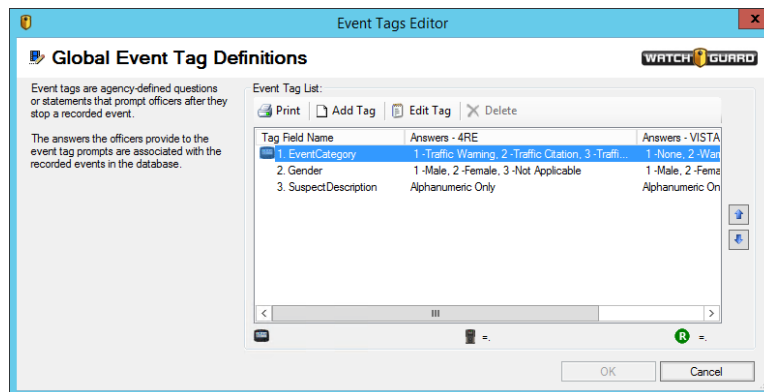 Event Tags Editor
x
Global Event Tag Definitions
WATCHGUARD
Event tags are agency-defined questions
or statements that prompt officers after they
stop a recorded event.
The answers the officers provide to the
event tag prompts are associated with the
recorded events in the database.
Event Tag List:
Print Add Tag Edit Tag Delete
Tag Field Name Answers - 4RE Answers - VISTA
1. EventCategory 1 -Traffic Warning, 2 -Traffic Citation, 3 -Traffi... 1 -None, 2 -Wan
2. Gender 1 -Male, 2 -Female, 3 -Not Applicable 1 -Male, 2 -Fema
3. SuspectDescription Alphanumeric Only Alphanumeric On
=. R =.
OK Cancel